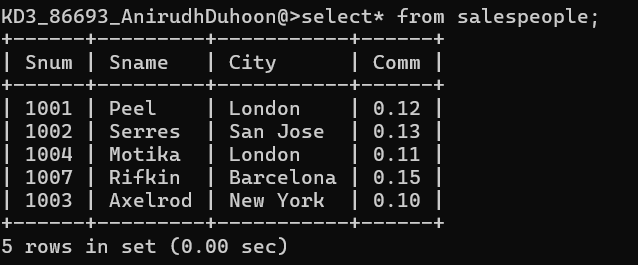 KD3_86693_AnirudhDuhoon@>select* from salespeople;
+------+---------+-----------+------+
| Snum | Sname   | City      | Comm |
+------+---------+-----------+------+
| 1001 | Peel    | London    | 0.12 |
| 1002 | Serres  | San Jose  | 0.13 |
| 1004 | Motika  | London    | 0.11 |
| 1007 | Rifkin  | Barcelona | 0.15 |
| 1003 | Axelrod | New York  | 0.10 |
+------+---------+-----------+------+
5 rows in set (0.00 sec)